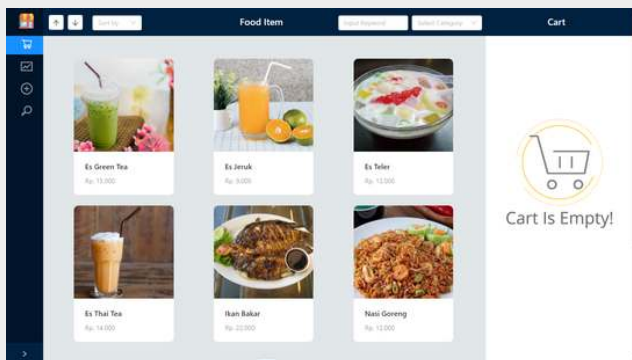 Sort by
Food Item
Input Keyword
Select Category
Cart
Es Green Tea
Rp. 15.000
Es Jeruk
Rp. 9.000
Es Teler
Rp. 13.000
Cart Is Empty!
Es Thai Tea
Rp. 14.000
Ikan Bakar
Rp. 22.000
Nasi Goreng
Rp. 12.000